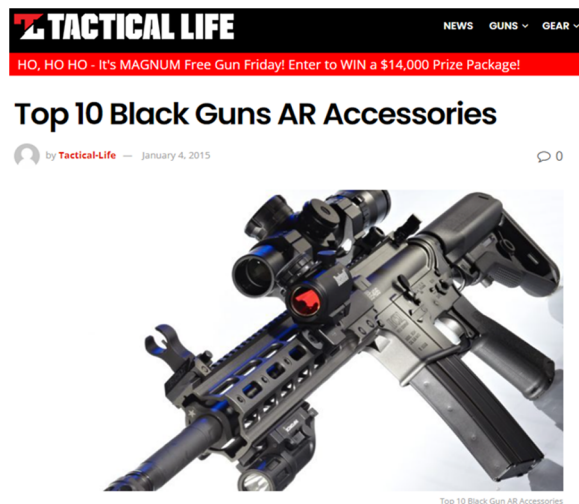 TACTICAL LIFE
NEWS GUNS GEAR
HO, HO HO - It's MAGNUM Free Gun Friday! Enter to WIN a $14,000 Prize Package!
Top 10 Black Guns AR Accessories
by Tactical-Life — January 4, 2015
0
Top 10 Black Gun AR Accessories